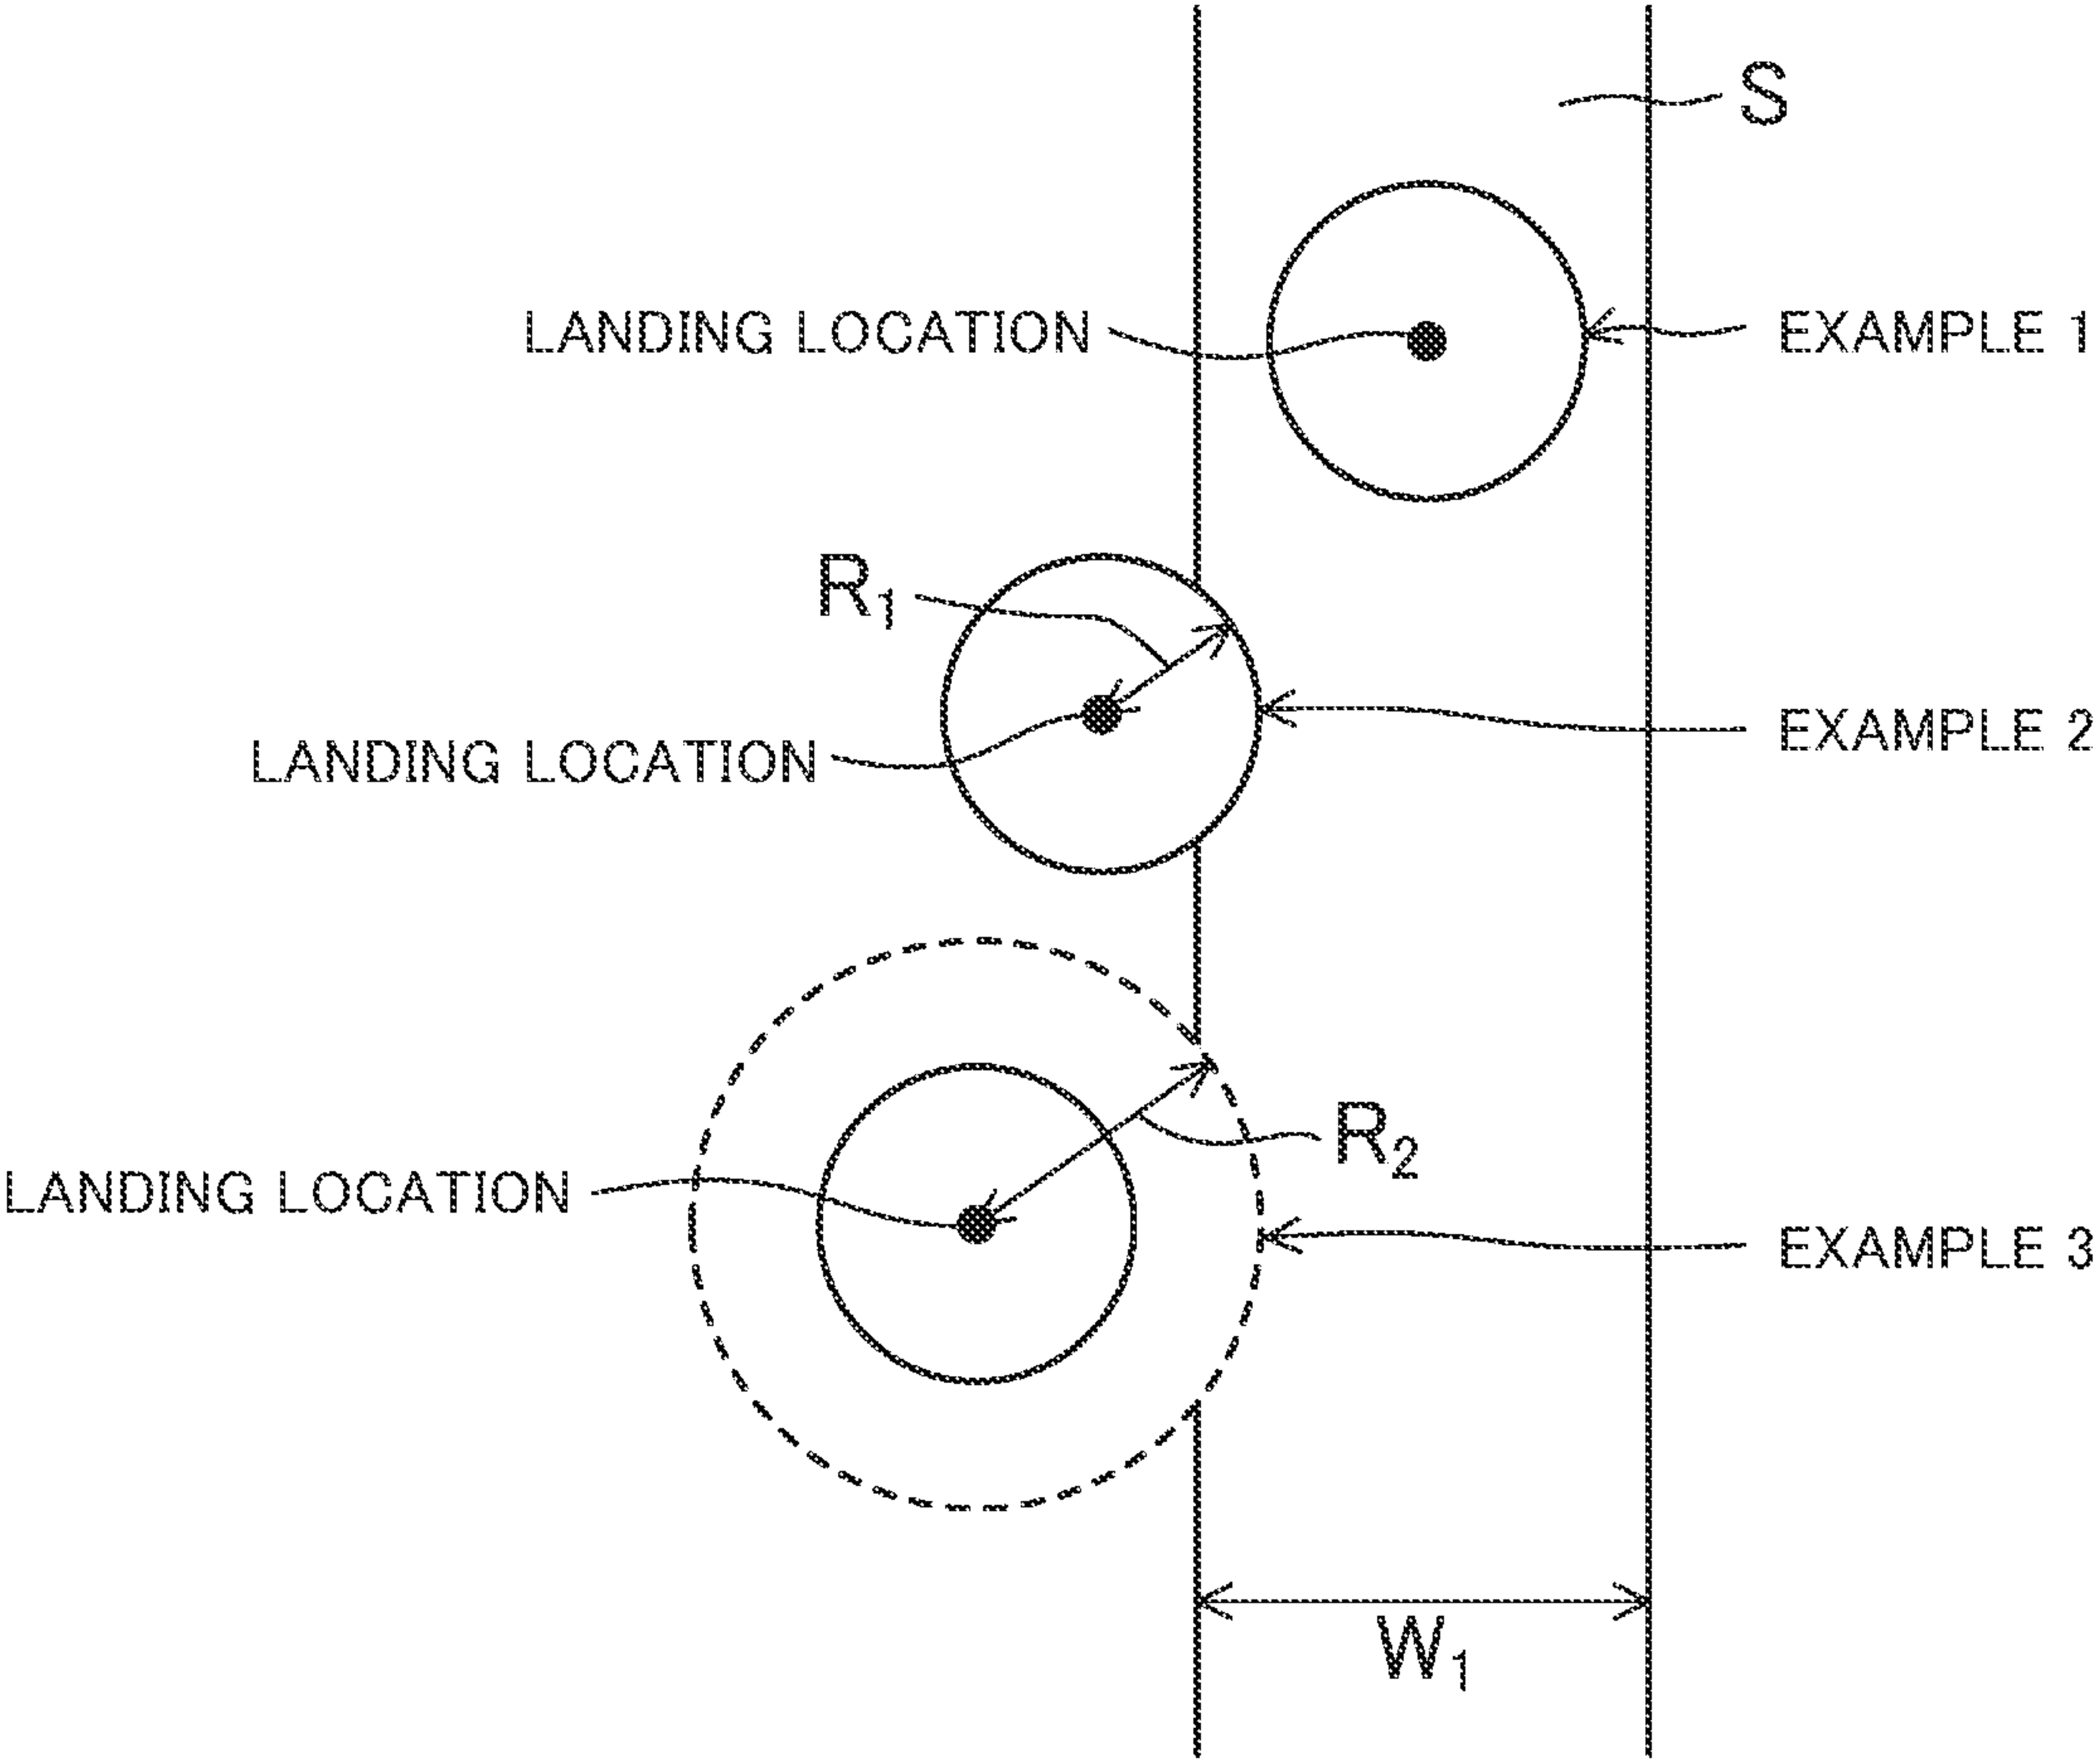 S
LANDING LOCATION
EXAMPLE 1
R1
LANDING LOCATION
EXAMPLE 2
R2
LANDING LOCATION
EXAMPLE 3
W1